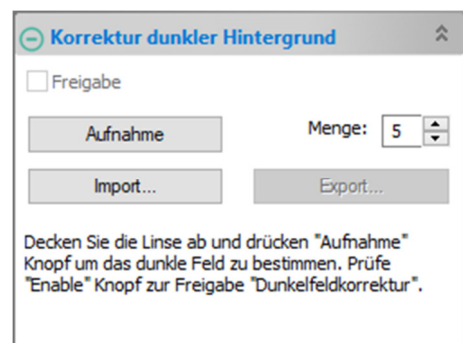 Korrektur dunkler Hintergrund
Freigabe
Aufnahme Menge: 5
Import... Export...
Decken Sie die Linse ab und drücken "Aufnahme"
Knopf um das dunkle Feld zu bestimmen. Prüfe
"Enable" Knopf zur Freigabe "Dunkelfeldkorrektur".